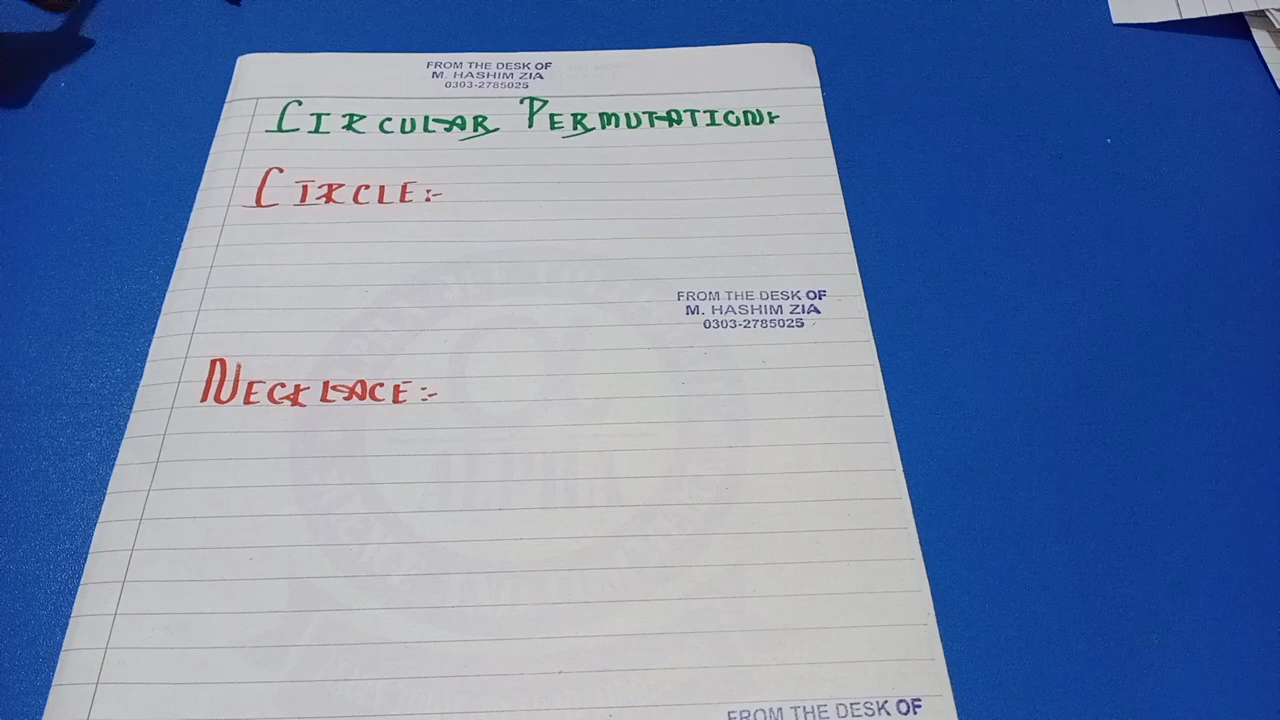 FROM THE DESK OF
M. HASHIM ZIA
0303-2785025
CIRCULAR PERMUTATION:-
CIRCLE:-
FROM THE DESK OF
M. HASHIM ZIA
0303-2785025
NECKLACE:-
FROM THE DESK OF